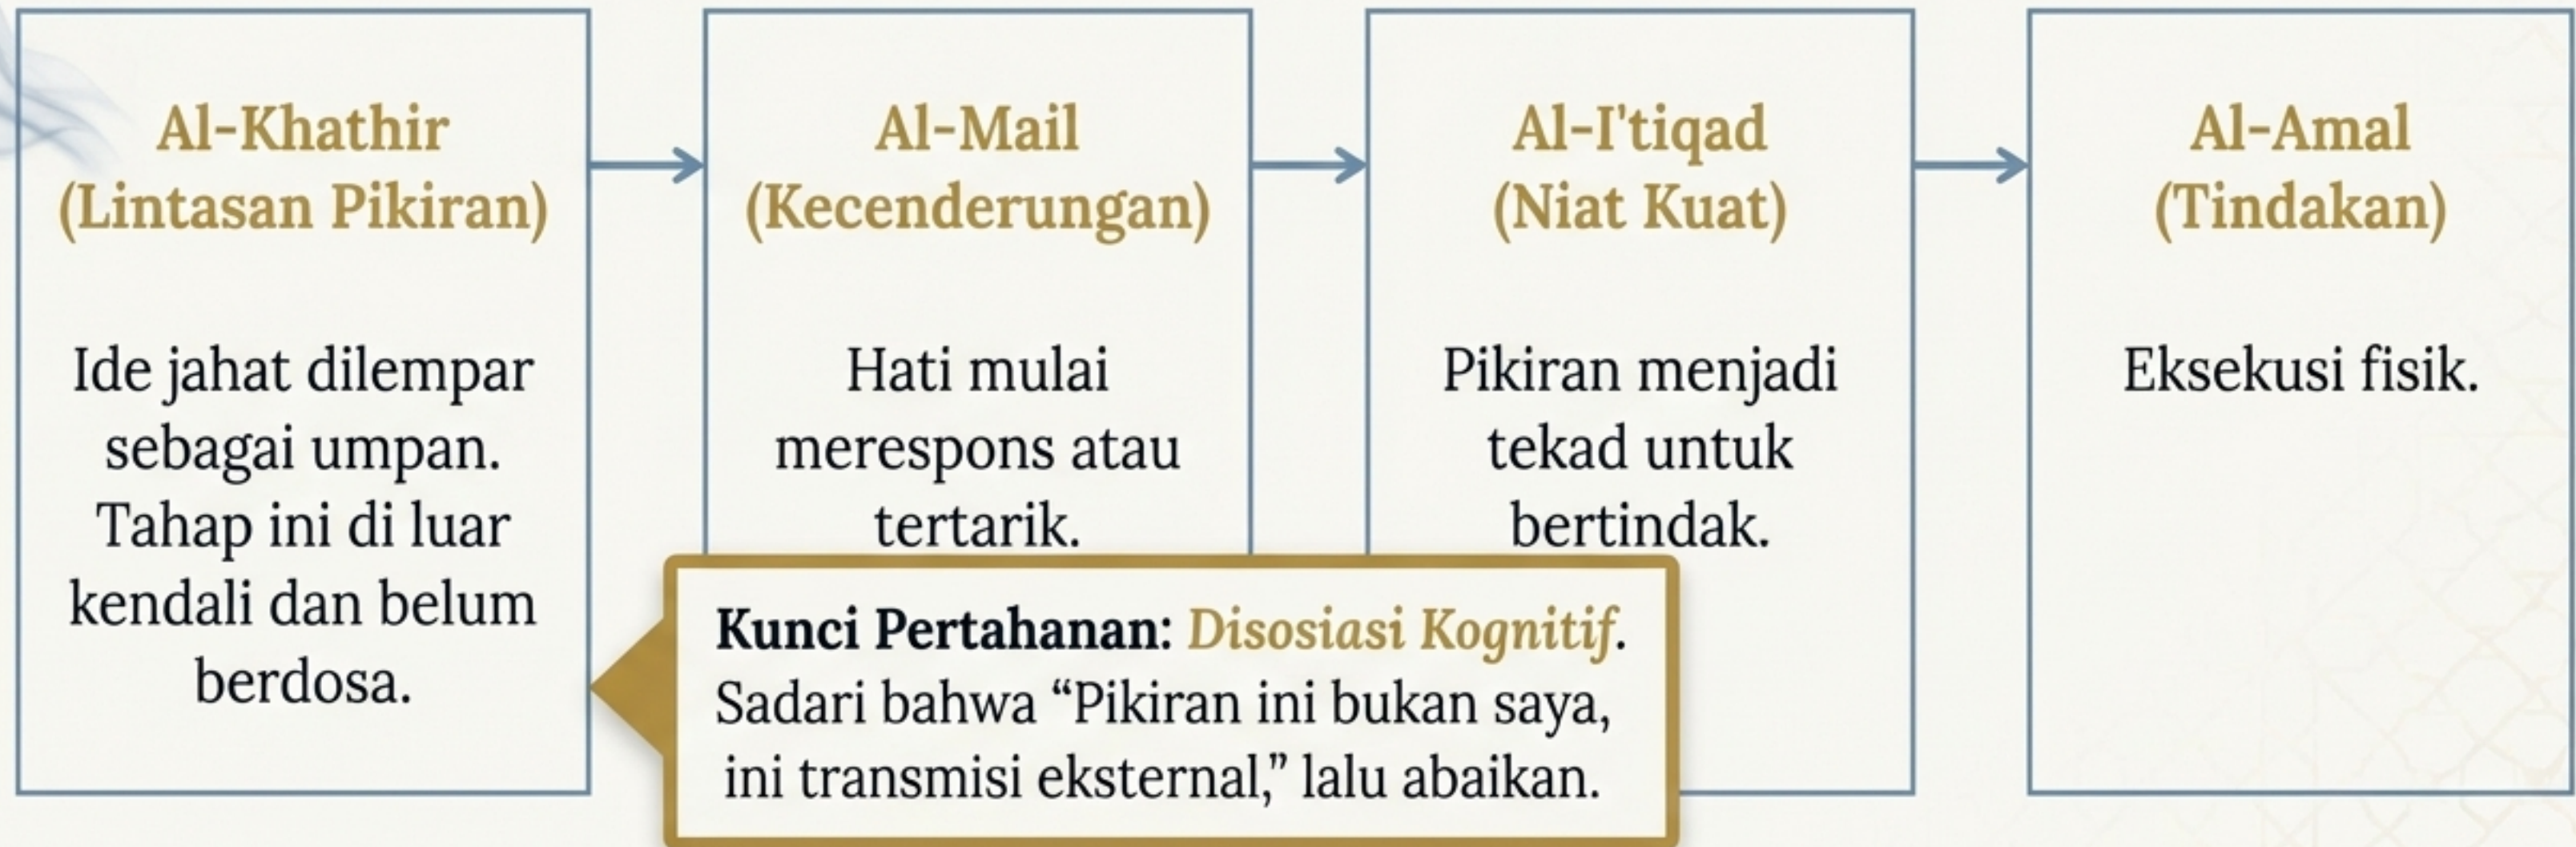 Al-Khathir
(Lintasan Pikiran)
Ide jahat dilempar
sebagai umpan.
Tahap ini di luar
kendali dan belum
berdosa.
Al-Mail
(Kecenderungan)
Hati mulai
merespons atau
tertarik.
Al-I'tiqad
(Niat Kuat)
Pikiran menjadi
tekad untuk
bertindak.
Al-Amal
(Tindakan)
Eksekusi fisik.
Kunci Pertahanan: Disosiasi Kognitif.
Sadari bahwa “Pikiran ini bukan saya,
ini transmisi eksternal,” lalu abaikan.